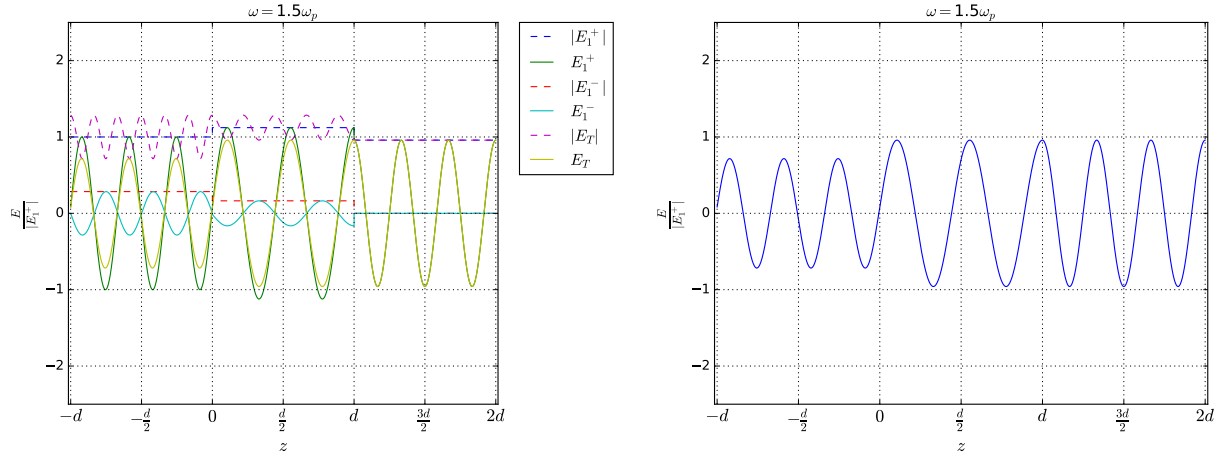 ω = 1.5ω_p
2
1
0
−1
−2
E/|E_1^+|
−d
−d/2
0
d/2
d
3d/2
2d
z
|E_1^+|
E_1^+
|E_1^-|
E_1^-
|E_T|
E_T
ω = 1.5ω_p
2
1
0
−1
−2
E/|E_1^+|
−d
−d/2
0
d/2
d
3d/2
2d
z